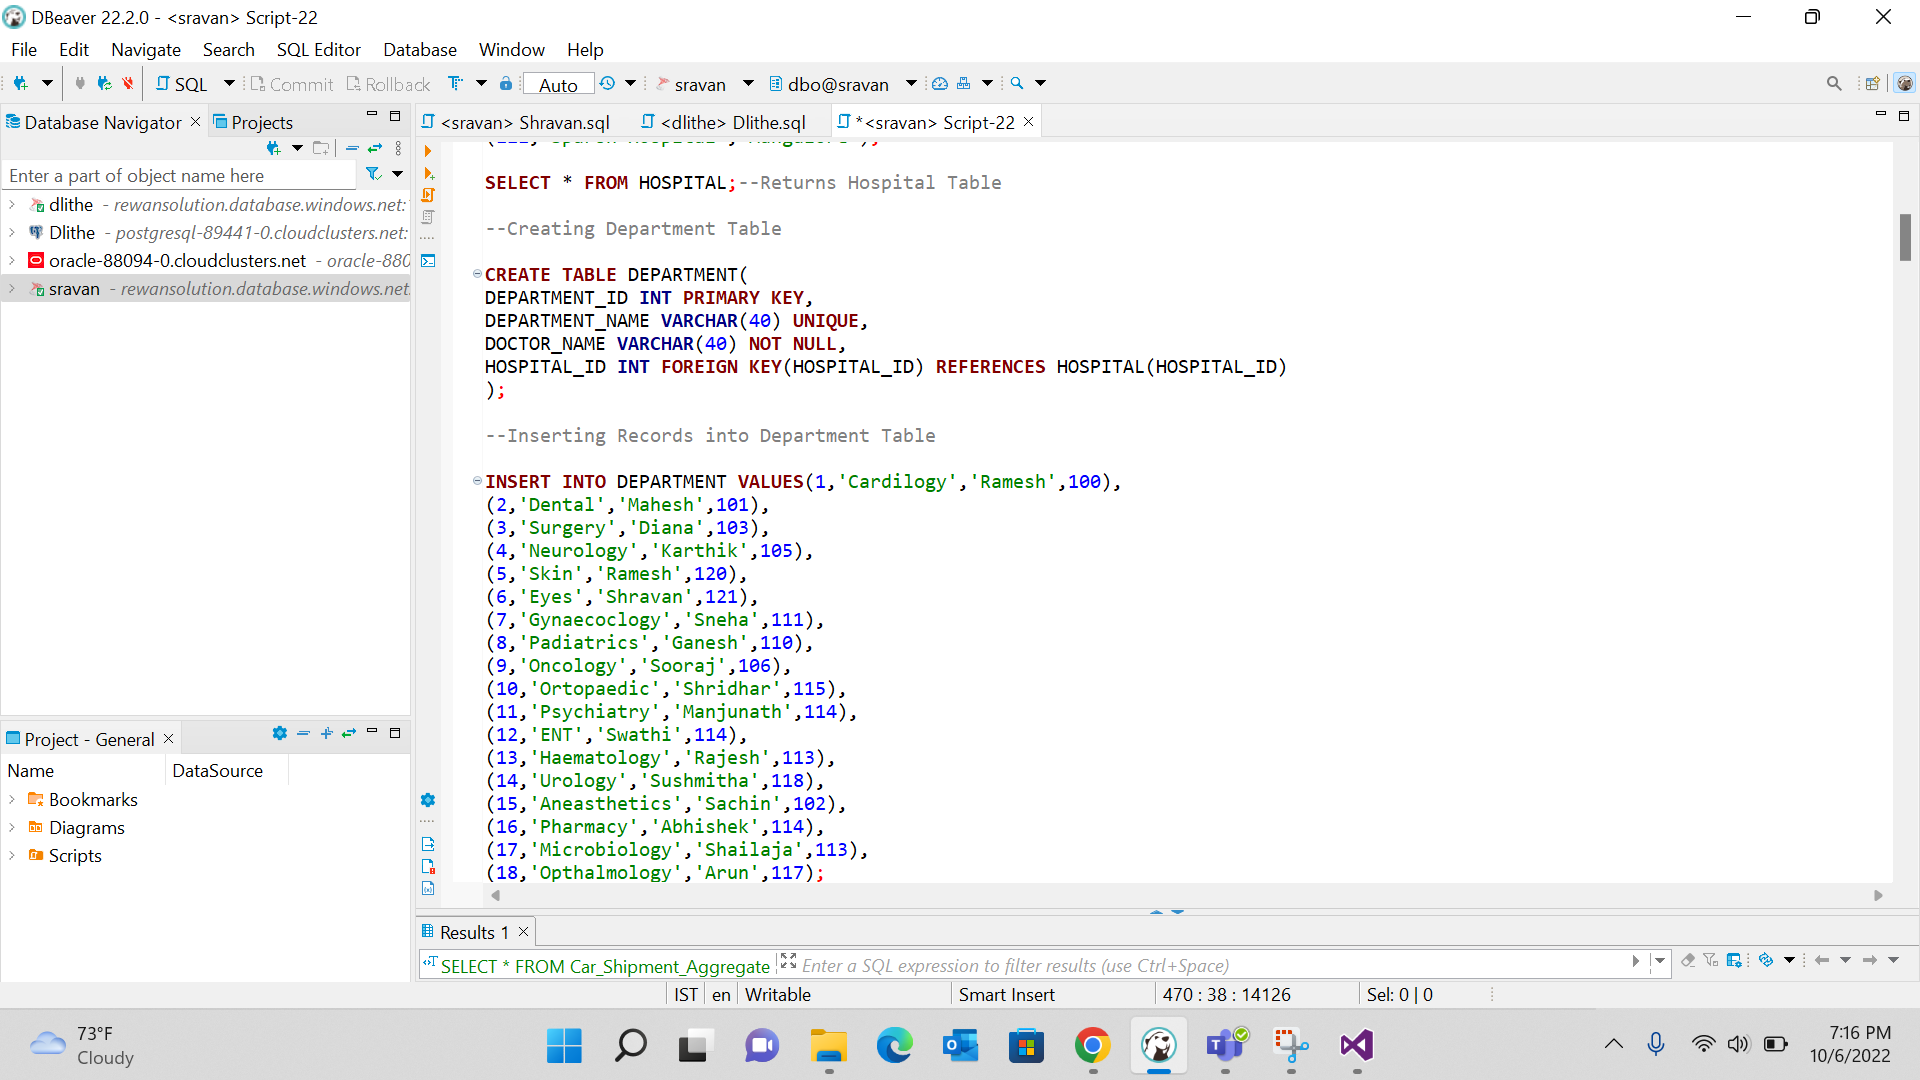 DBeaver 22.2.0 - <sravan> Script-22
File Edit Navigate Search SQL Editor Database Window Help
SQL Commit Rollback Auto sravan dbo@sravan
Database Navigator Projects
Enter a part of object name here
dlithe - rewansolution.database.windows.net:
Dlithe - postgresql-89441-0.cloudclusters.net:
oracle-88094-0.cloudclusters.net - oracle-880
sravan - rewansolution.database.windows.net
Project - General
Name DataSource
Bookmarks
Diagrams
Scripts
<sravan> Shravan.sql <dlithe> Dlithe.sql *<sravan> Script-22
SELECT * FROM HOSPITAL;--Returns Hospital Table
--Creating Department Table
CREATE TABLE DEPARTMENT(
DEPARTMENT_ID INT PRIMARY KEY,
DEPARTMENT_NAME VARCHAR(40) UNIQUE,
DOCTOR_NAME VARCHAR(40) NOT NULL,
HOSPITAL_ID INT FOREIGN KEY(HOSPITAL_ID) REFERENCES HOSPITAL(HOSPITAL_ID)
);
--Inserting Records into Department Table
INSERT INTO DEPARTMENT VALUES(1,'Cardilogy','Ramesh',100),
(2,'Dental','Mahesh',101),
(3,'Surgery','Diana',103),
(4,'Neurology','Karthik',105),
(5,'Skin','Ramesh',120),
(6,'Eyes','Shravan',121),
(7,'Gynaecoclogy','Sneha',111),
(8,'Padiatrics','Ganesh',110),
(9,'Oncology','Sooraj',106),
(10,'Ortopaedic','Shridhar',115),
(11,'Psychiatry','Manjunath',114),
(12,'ENT','Swathi',114),
(13,'Haematology','Rajesh',113),
(14,'Urology','Sushmitha',118),
(15,'Aneasthetics','Sachin',102),
(16,'Pharmacy','Abhishek',114),
(17,'Microbiology','Shailaja',113),
(18,'Opthalmology','Arun',117);
Results 1
SELECT * FROM Car_Shipment_Aggregate Enter a SQL expression to filter results (use Ctrl+Space)
IST en Writable Smart Insert 470 : 38 : 14126 Sel: 0 | 0
73°F
Cloudy
7:16 PM
10/6/2022